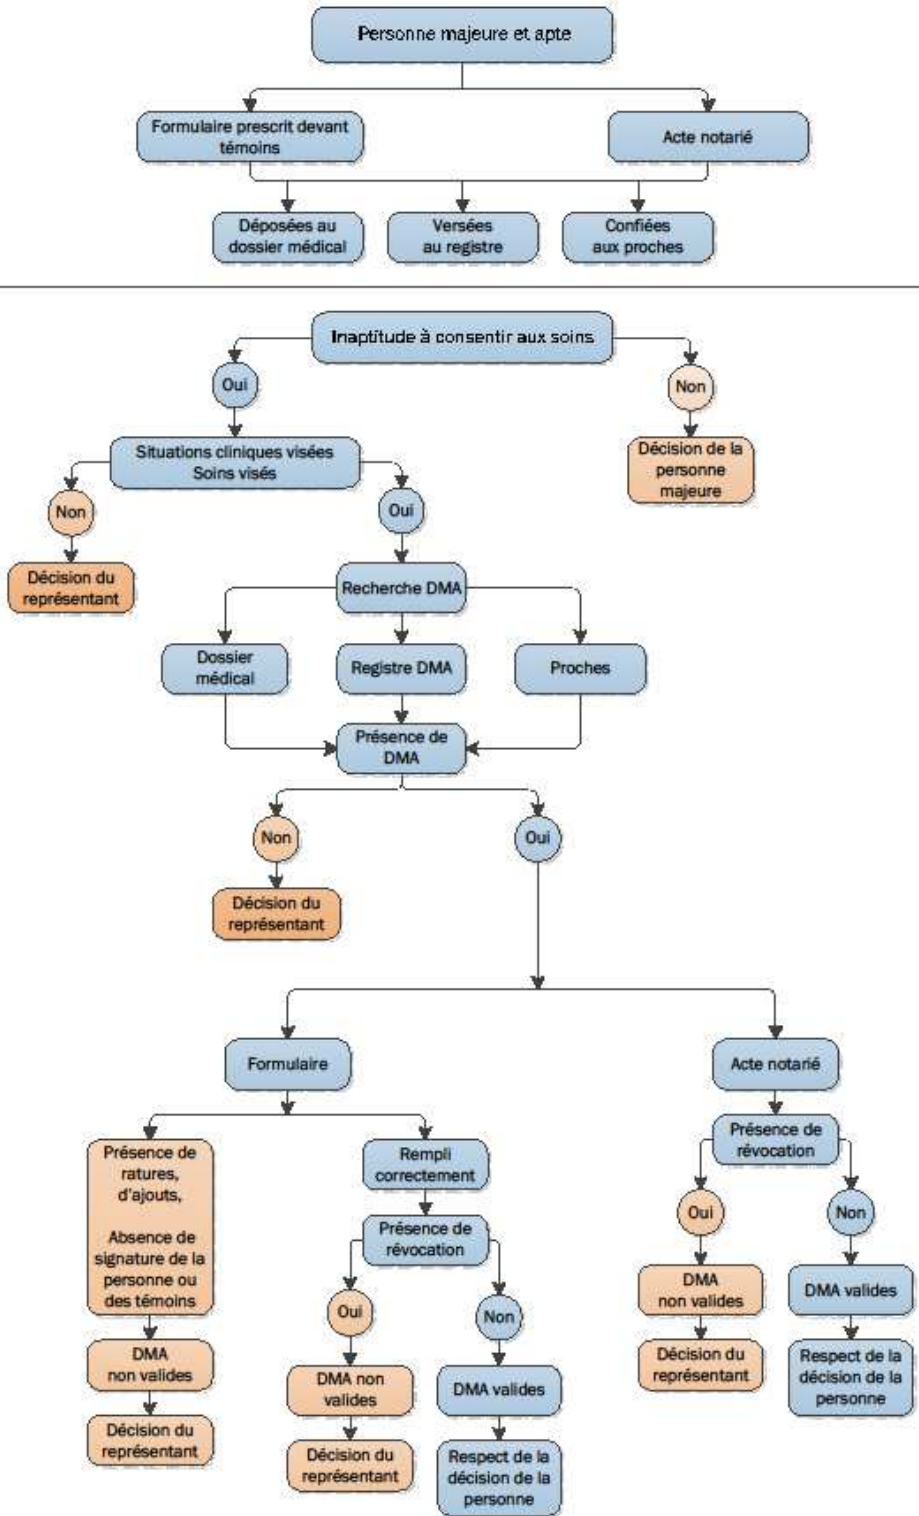 Personne majeure et apte
Formulaire prescrit devant
témoins
Acte notarié
Déposées au
dossier médical
Versées
au registre
Confiées
aux proches
Inaptitude à consentir aux soins
Oui
Non
Situations cliniques visées
Soins visés
Décision de la
personne
majeure
Non
Oui
Décision du
représentant
Recherche DMA
Dossier
médical
Registre DMA
Proches
Présence de
DMA
Non
Oui
Décision du
représentant
Formulaire
Acte notarié
Présence de
ratures,
d'ajouts,
Absence de
signature de la
personne ou
des témoins
DMA
non valides
Décision du
représentant
Rempli
correctement
Présence de
révocation
Oui
Non
DMA non
valides
DMA valides
Décision du
représentant
Respect de la
décision de la
personne
Présence de
révocation
Oui
Non
DMA
non valides
DMA valides
Décision du
représentant
Respect de la
décision de la
personne